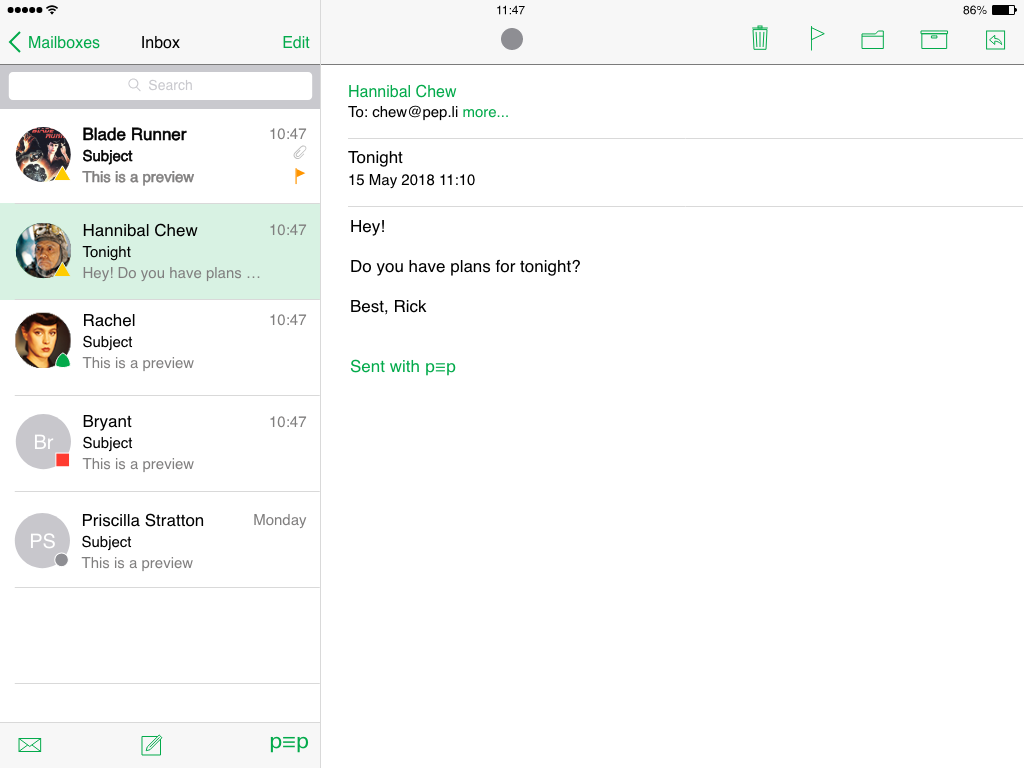 11:47
86%
Mailboxes
Inbox
Edit
Search
Blade Runner
10:47
Subject
This is a preview
Hannibal Chew
10:47
Tonight
Hey! Do you have plans …
Rachel
10:47
Subject
This is a preview
Br
Bryant
10:47
Subject
This is a preview
PS
Priscilla Stratton
Monday
Subject
This is a preview
p≡p
Hannibal Chew
To: chew@pep.li more...
Tonight
15 May 2018 11:10
Hey!
Do you have plans for tonight?
Best, Rick
Sent with p≡p